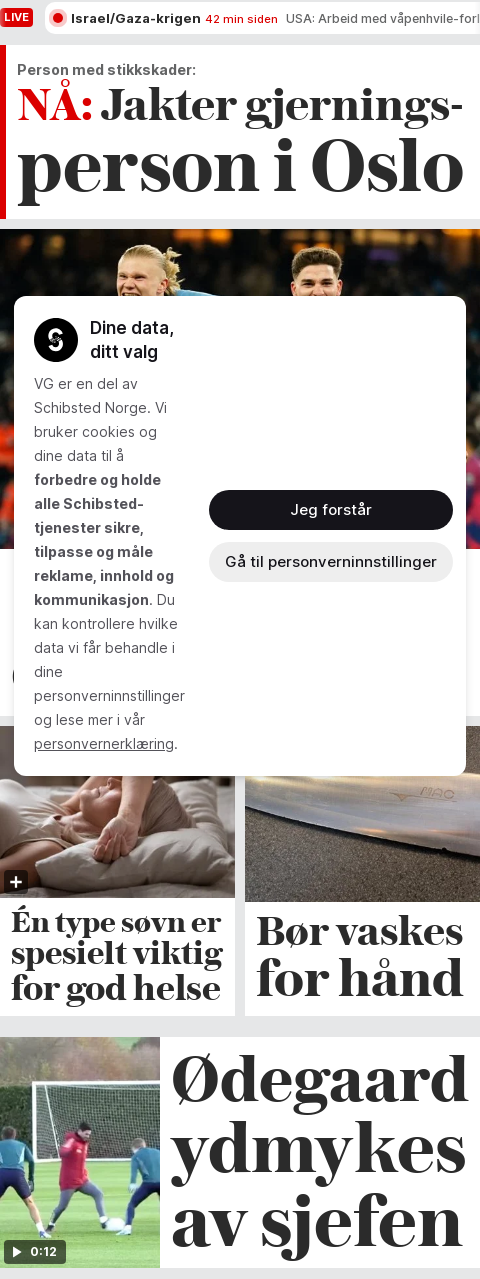 LIVE
Israel/Gaza-krigen 42 min siden USA: Arbeid med våpenhvile-forl
Person med stikkskader:
NÅ: Jakter gjernings-
person i Oslo
Dine data,
ditt valg
VG er en del av
Schibsted Norge. Vi
bruker cookies og
dine data til å
forbedre og holde
alle Schibsted-
tjenester sikre,
tilpasse og måle
reklame, innhold og
kommunikasjon. Du
kan kontrollere hvilke
data vi får behandle i
dine
personverninnstillinger
og lese mer i vår
personvernerklæring.
Jeg forstår
Gå til personverninnstillinger
MAC
Én type søvn er
spesielt viktig
for god helse
Bør vaskes
for hånd
0:12
Ødegaard
ydmykes
av sjefen